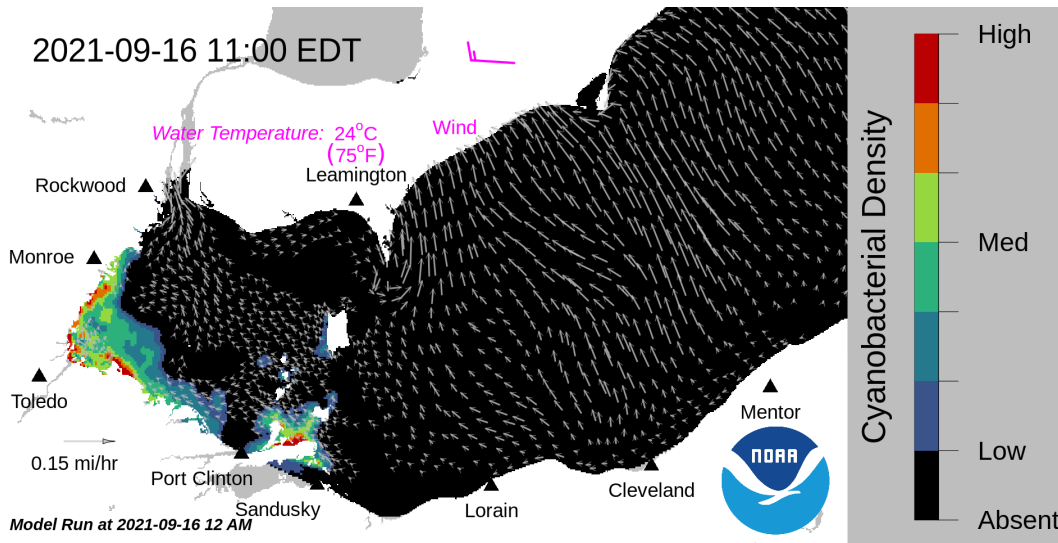 2021-09-16 11:00 EDT
Water Temperature: 24°C
(75°F)
Wind
Leamington
Rockwood
Monroe
Toledo
0.15 mi/hr
Port Clinton
Sandusky
Lorain
Cleveland
Mentor
NOAA
Model Run at 2021-09-16 12 AM
Cyanobacterial Density
High
Med
Low
Absent